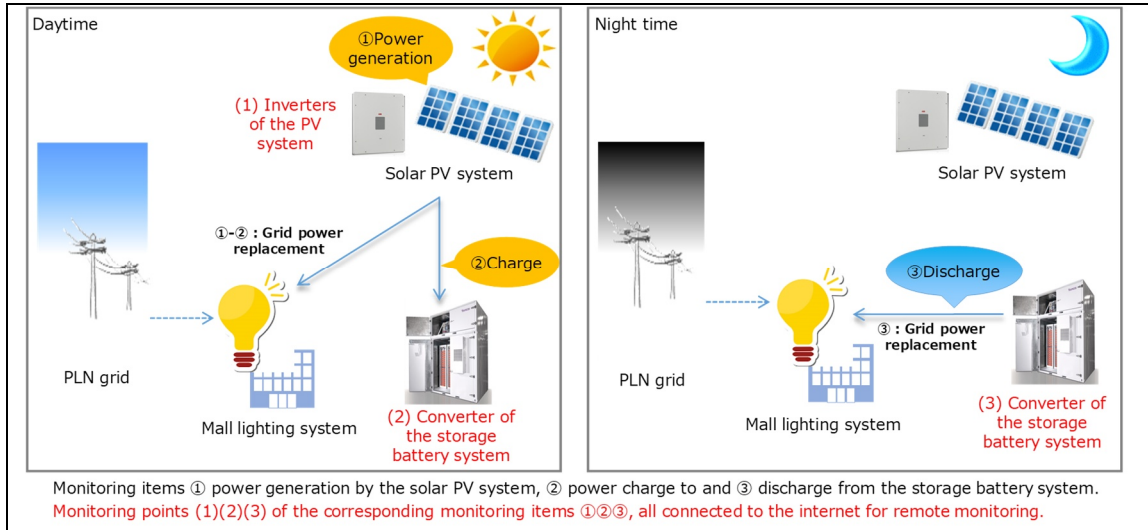 Daytime
①Power
generation
(1) Inverters
of the PV
system
Solar PV system
①-② : Grid power
replacement
②Charge
PLN grid
Mall lighting system
(2) Converter of
the storage
battery system
Night time
Solar PV system
③Discharge
③ : Grid power
replacement
PLN grid
Mall lighting system
(3) Converter of
the storage
battery system
Monitoring items ① power generation by the solar PV system, ② power charge to and ③ discharge from the storage battery system.
Monitoring points (1)(2)(3) of the corresponding monitoring items ①②③, all connected to the internet for remote monitoring.